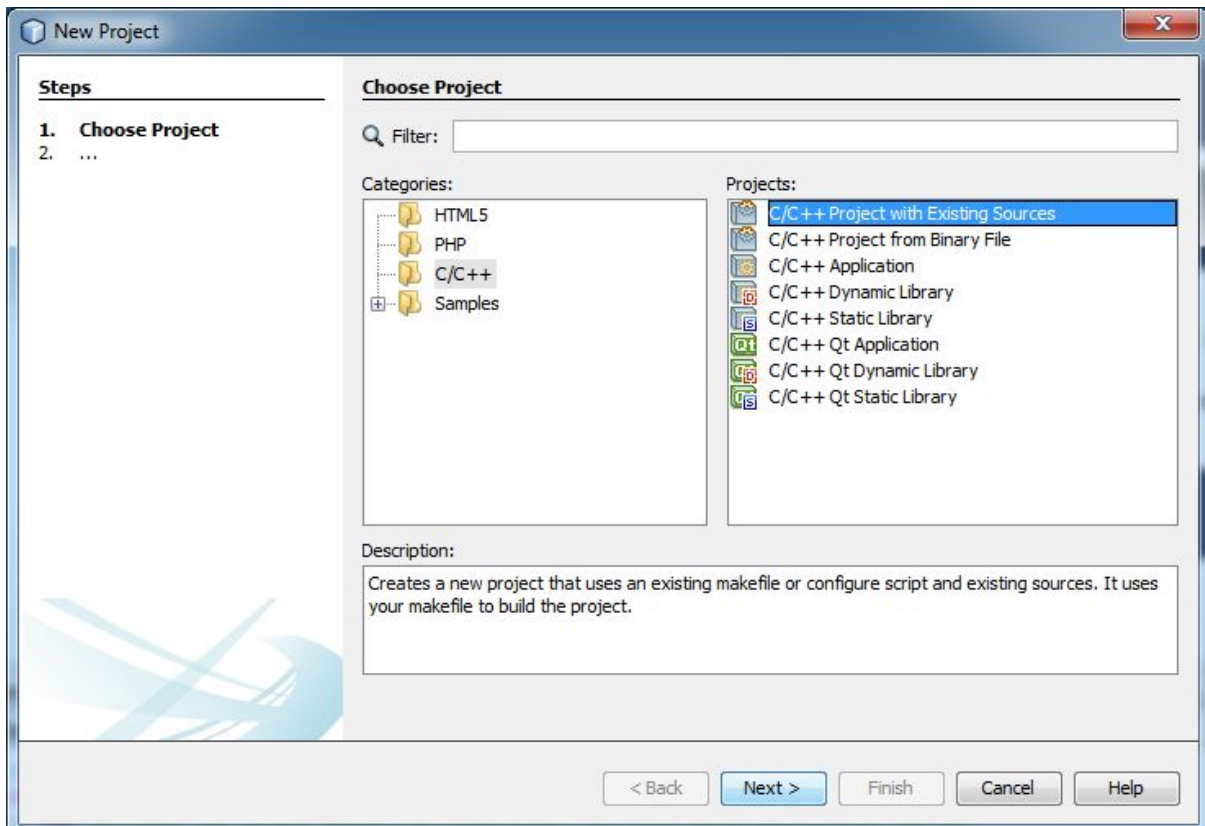 New Project
Steps
1. Choose Project
2. ...
Choose Project
Filter:
Categories:
HTML5
PHP
C/C++
Samples
Projects:
C/C++ Project with Existing Sources
C/C++ Project from Binary File
C/C++ Application
C/C++ Dynamic Library
C/C++ Static Library
C/C++ Qt Application
C/C++ Qt Dynamic Library
C/C++ Qt Static Library
Description:
Creates a new project that uses an existing makefile or configure script and existing sources. It uses
your makefile to build the project.
< Back Next > Finish Cancel Help